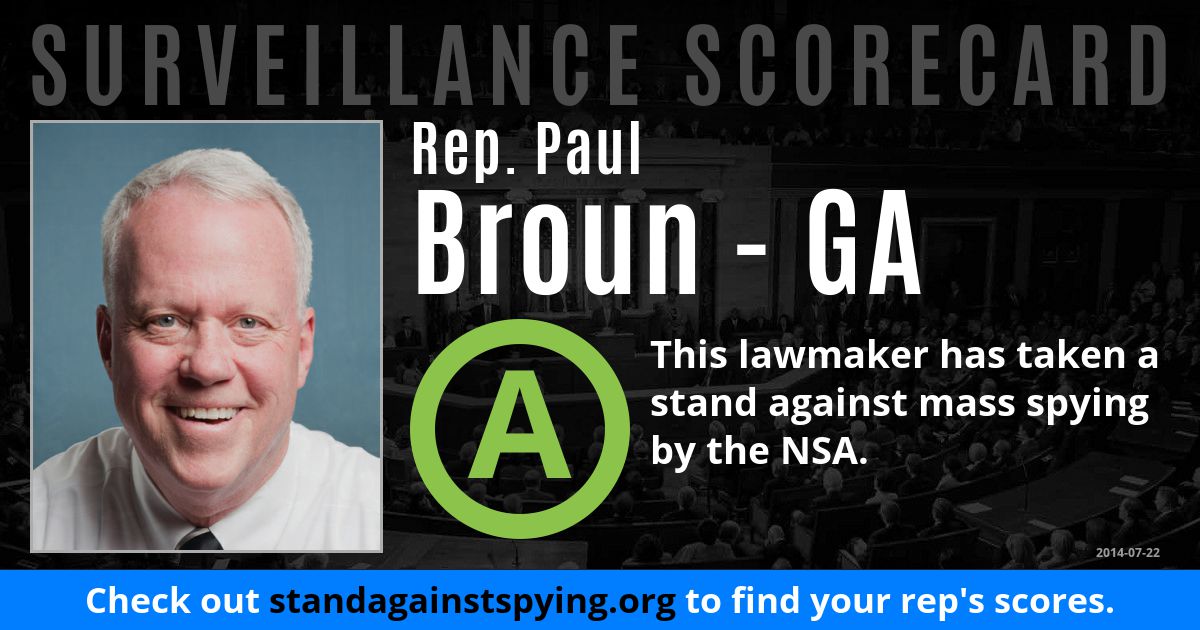 SURVEILLANCE SCORECARD
Rep. Paul
Broun - GA
A
This lawmaker has taken a
stand against mass spying
by the NSA.
2014-07-22
Check out standagainstspying.org to find your rep's scores.